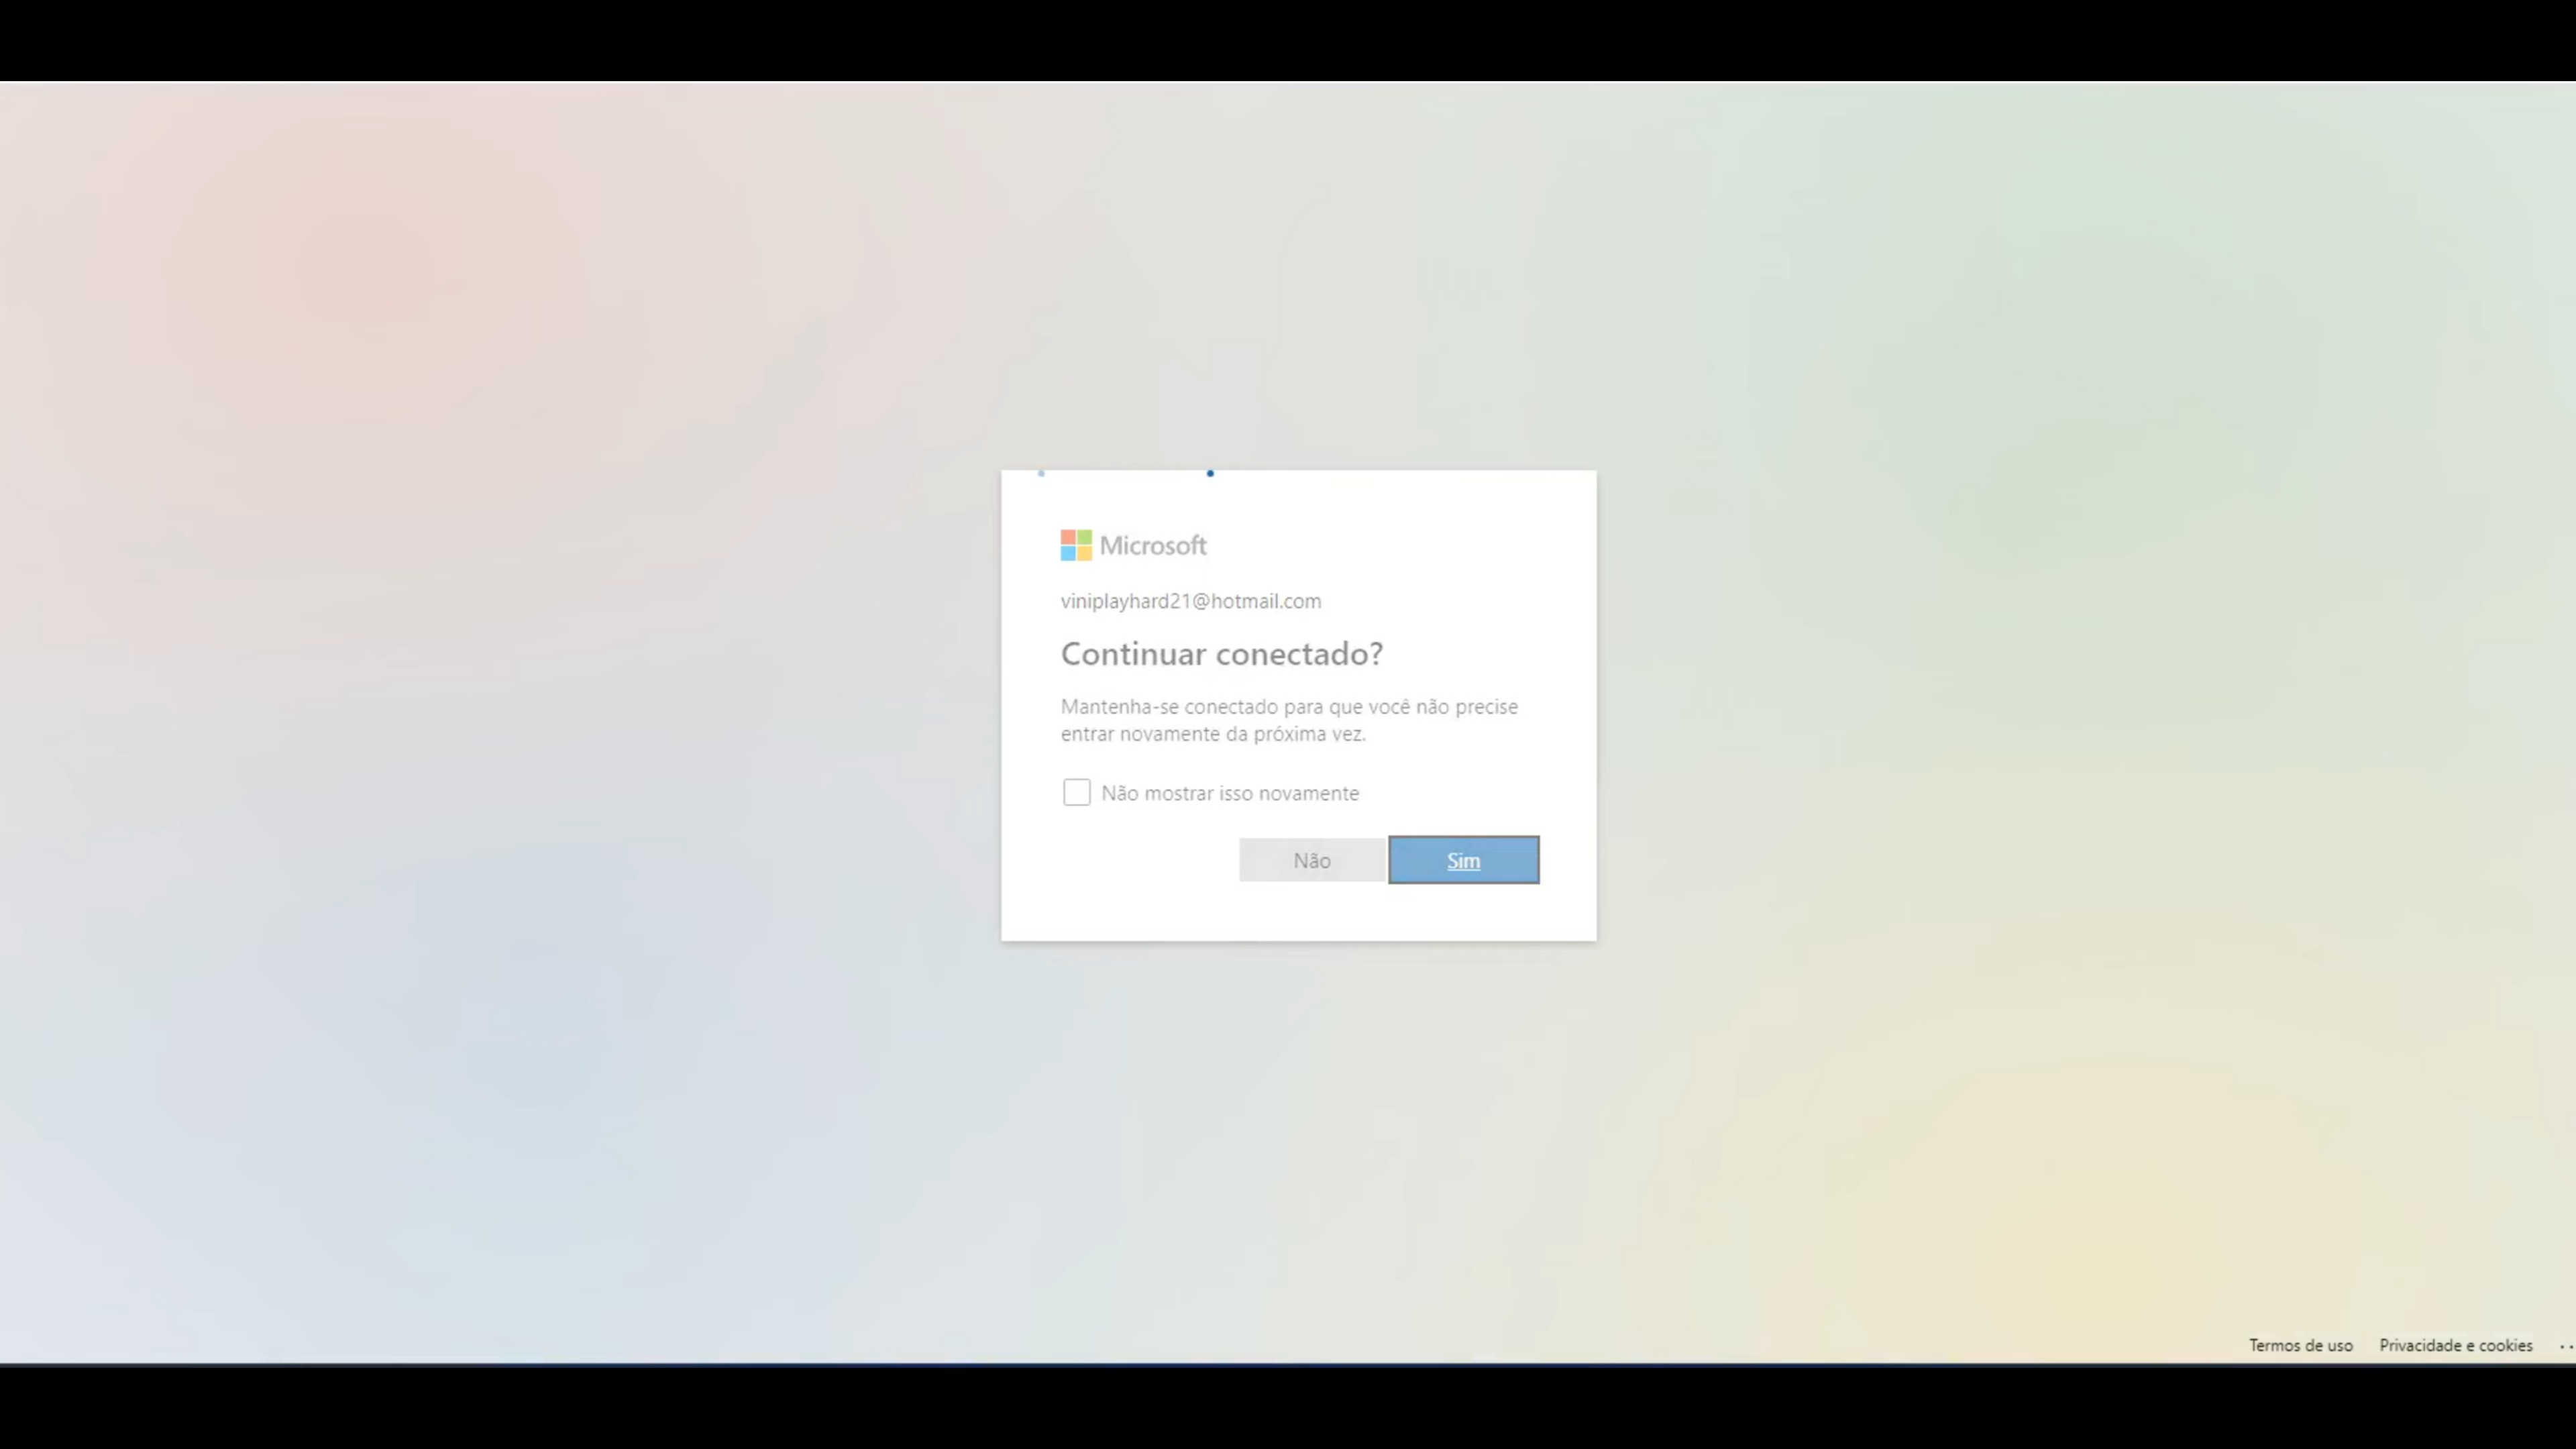 Microsoft
viniplayhard21@hotmail.com
Continuar conectado?
Mantenha-se conectado para que você não precise
entrar novamente da próxima vez.
Não mostrar isso novamente
Não
Sim
Termos de uso
Privacidade e cookies